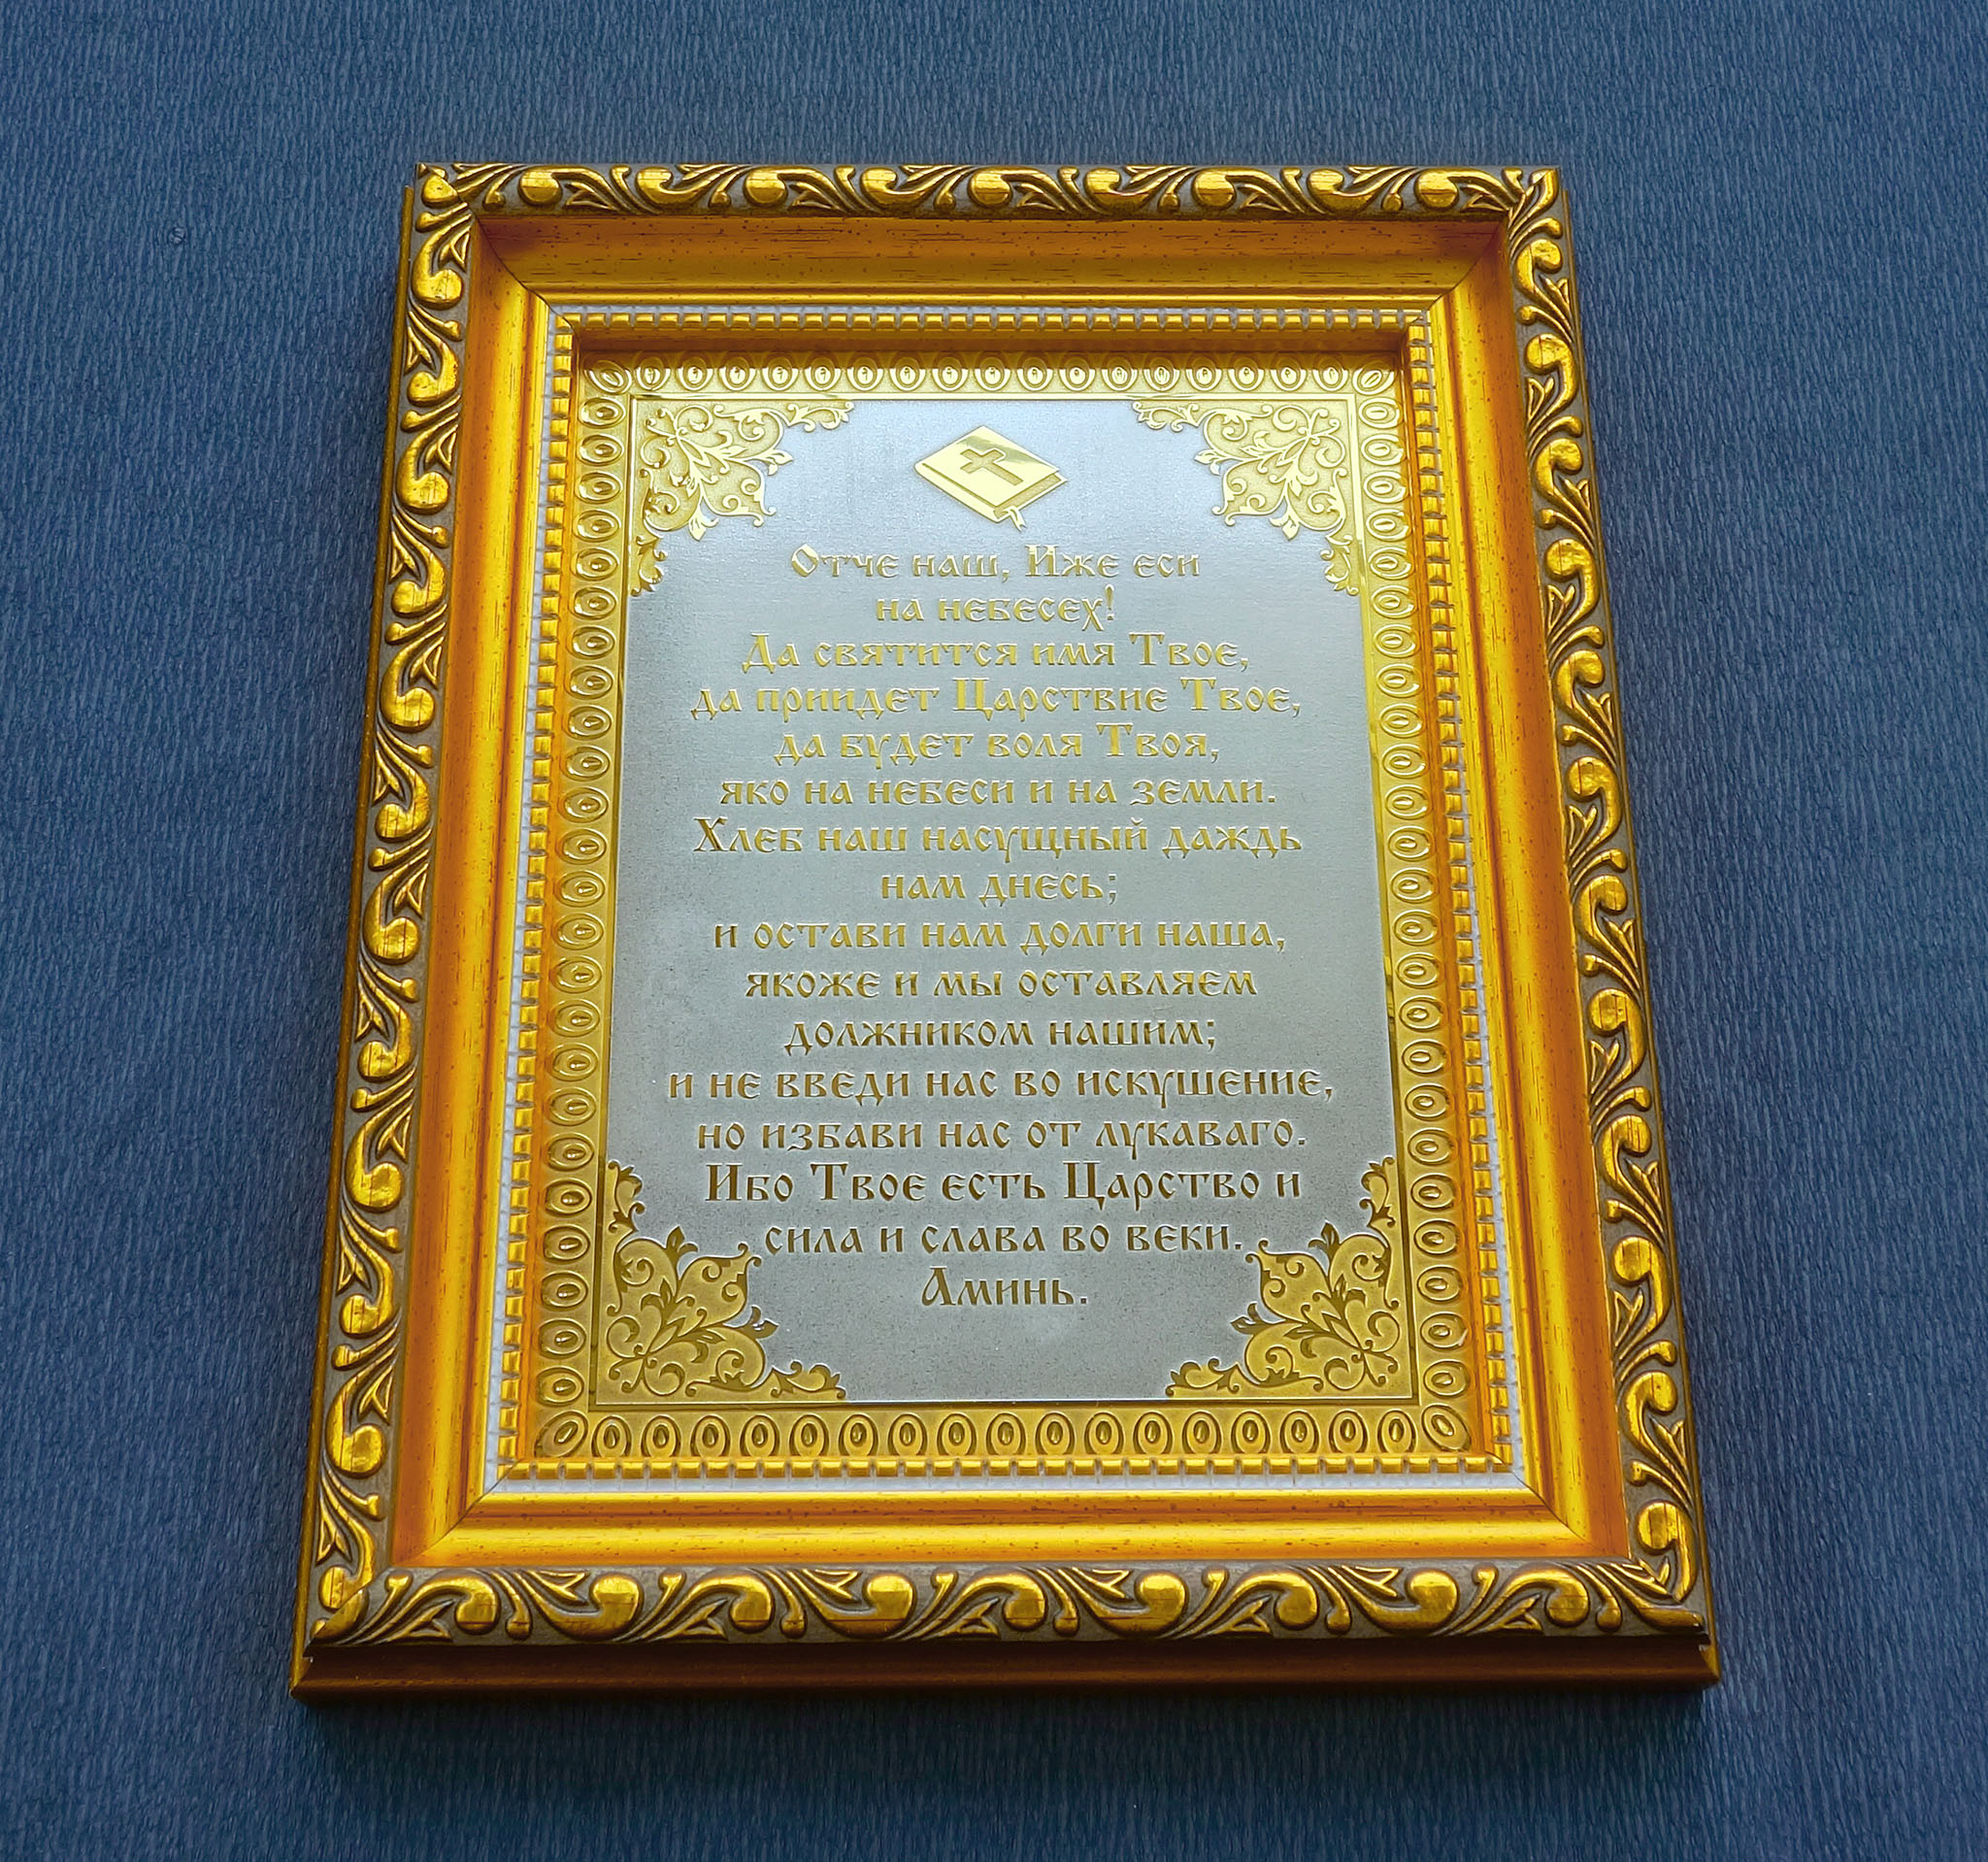 Отче наш, Иже еси
на небесех!
Да святится имя Твое,
да приидет Царствие Твое,
да будет воля Твоя,
яко на небеси и на земли.
Хлеб наш насущный даждь
нам днесь;
и остави нам долги наша,
якоже и мы оставляем
должником нашим;
и не введи нас во искушение,
но избави нас от лукаваго.
Ибо Твое есть Царство и
сила и слава во веки.
Аминь.